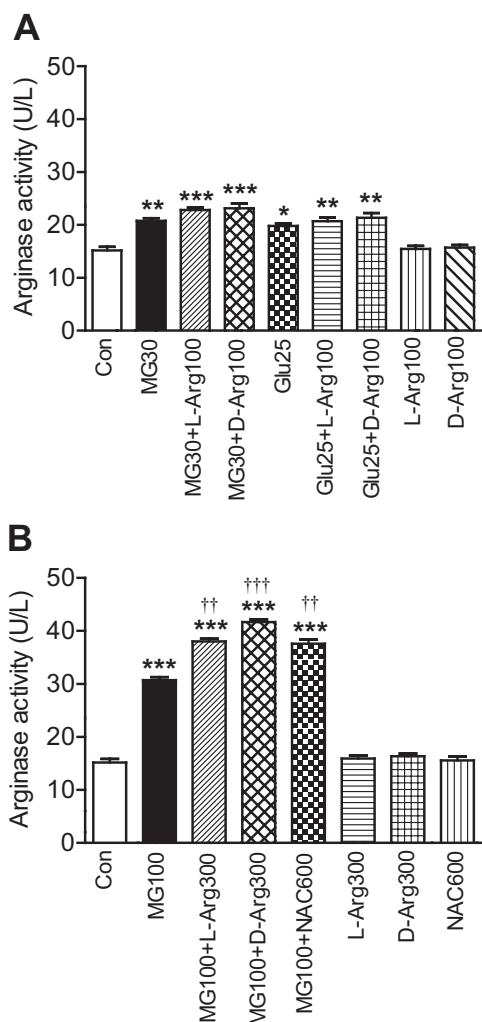 A
Arginase activity (U/L)
50
40
30
20
10
0
**
***
***
*
**
**
Con
MG30
MG30+L-Arg100
MG30+D-Arg100
Glu25
Glu25+L-Arg100
Glu25+D-Arg100
L-Arg100
D-Arg100
B
Arginase activity (U/L)
50
40
30
20
10
0
†† ††† ††
*** *** *** ***
Con
MG100
MG100+L-Arg300
MG100+D-Arg300
MG100+NAC600
L-Arg300
D-Arg300
NAC600